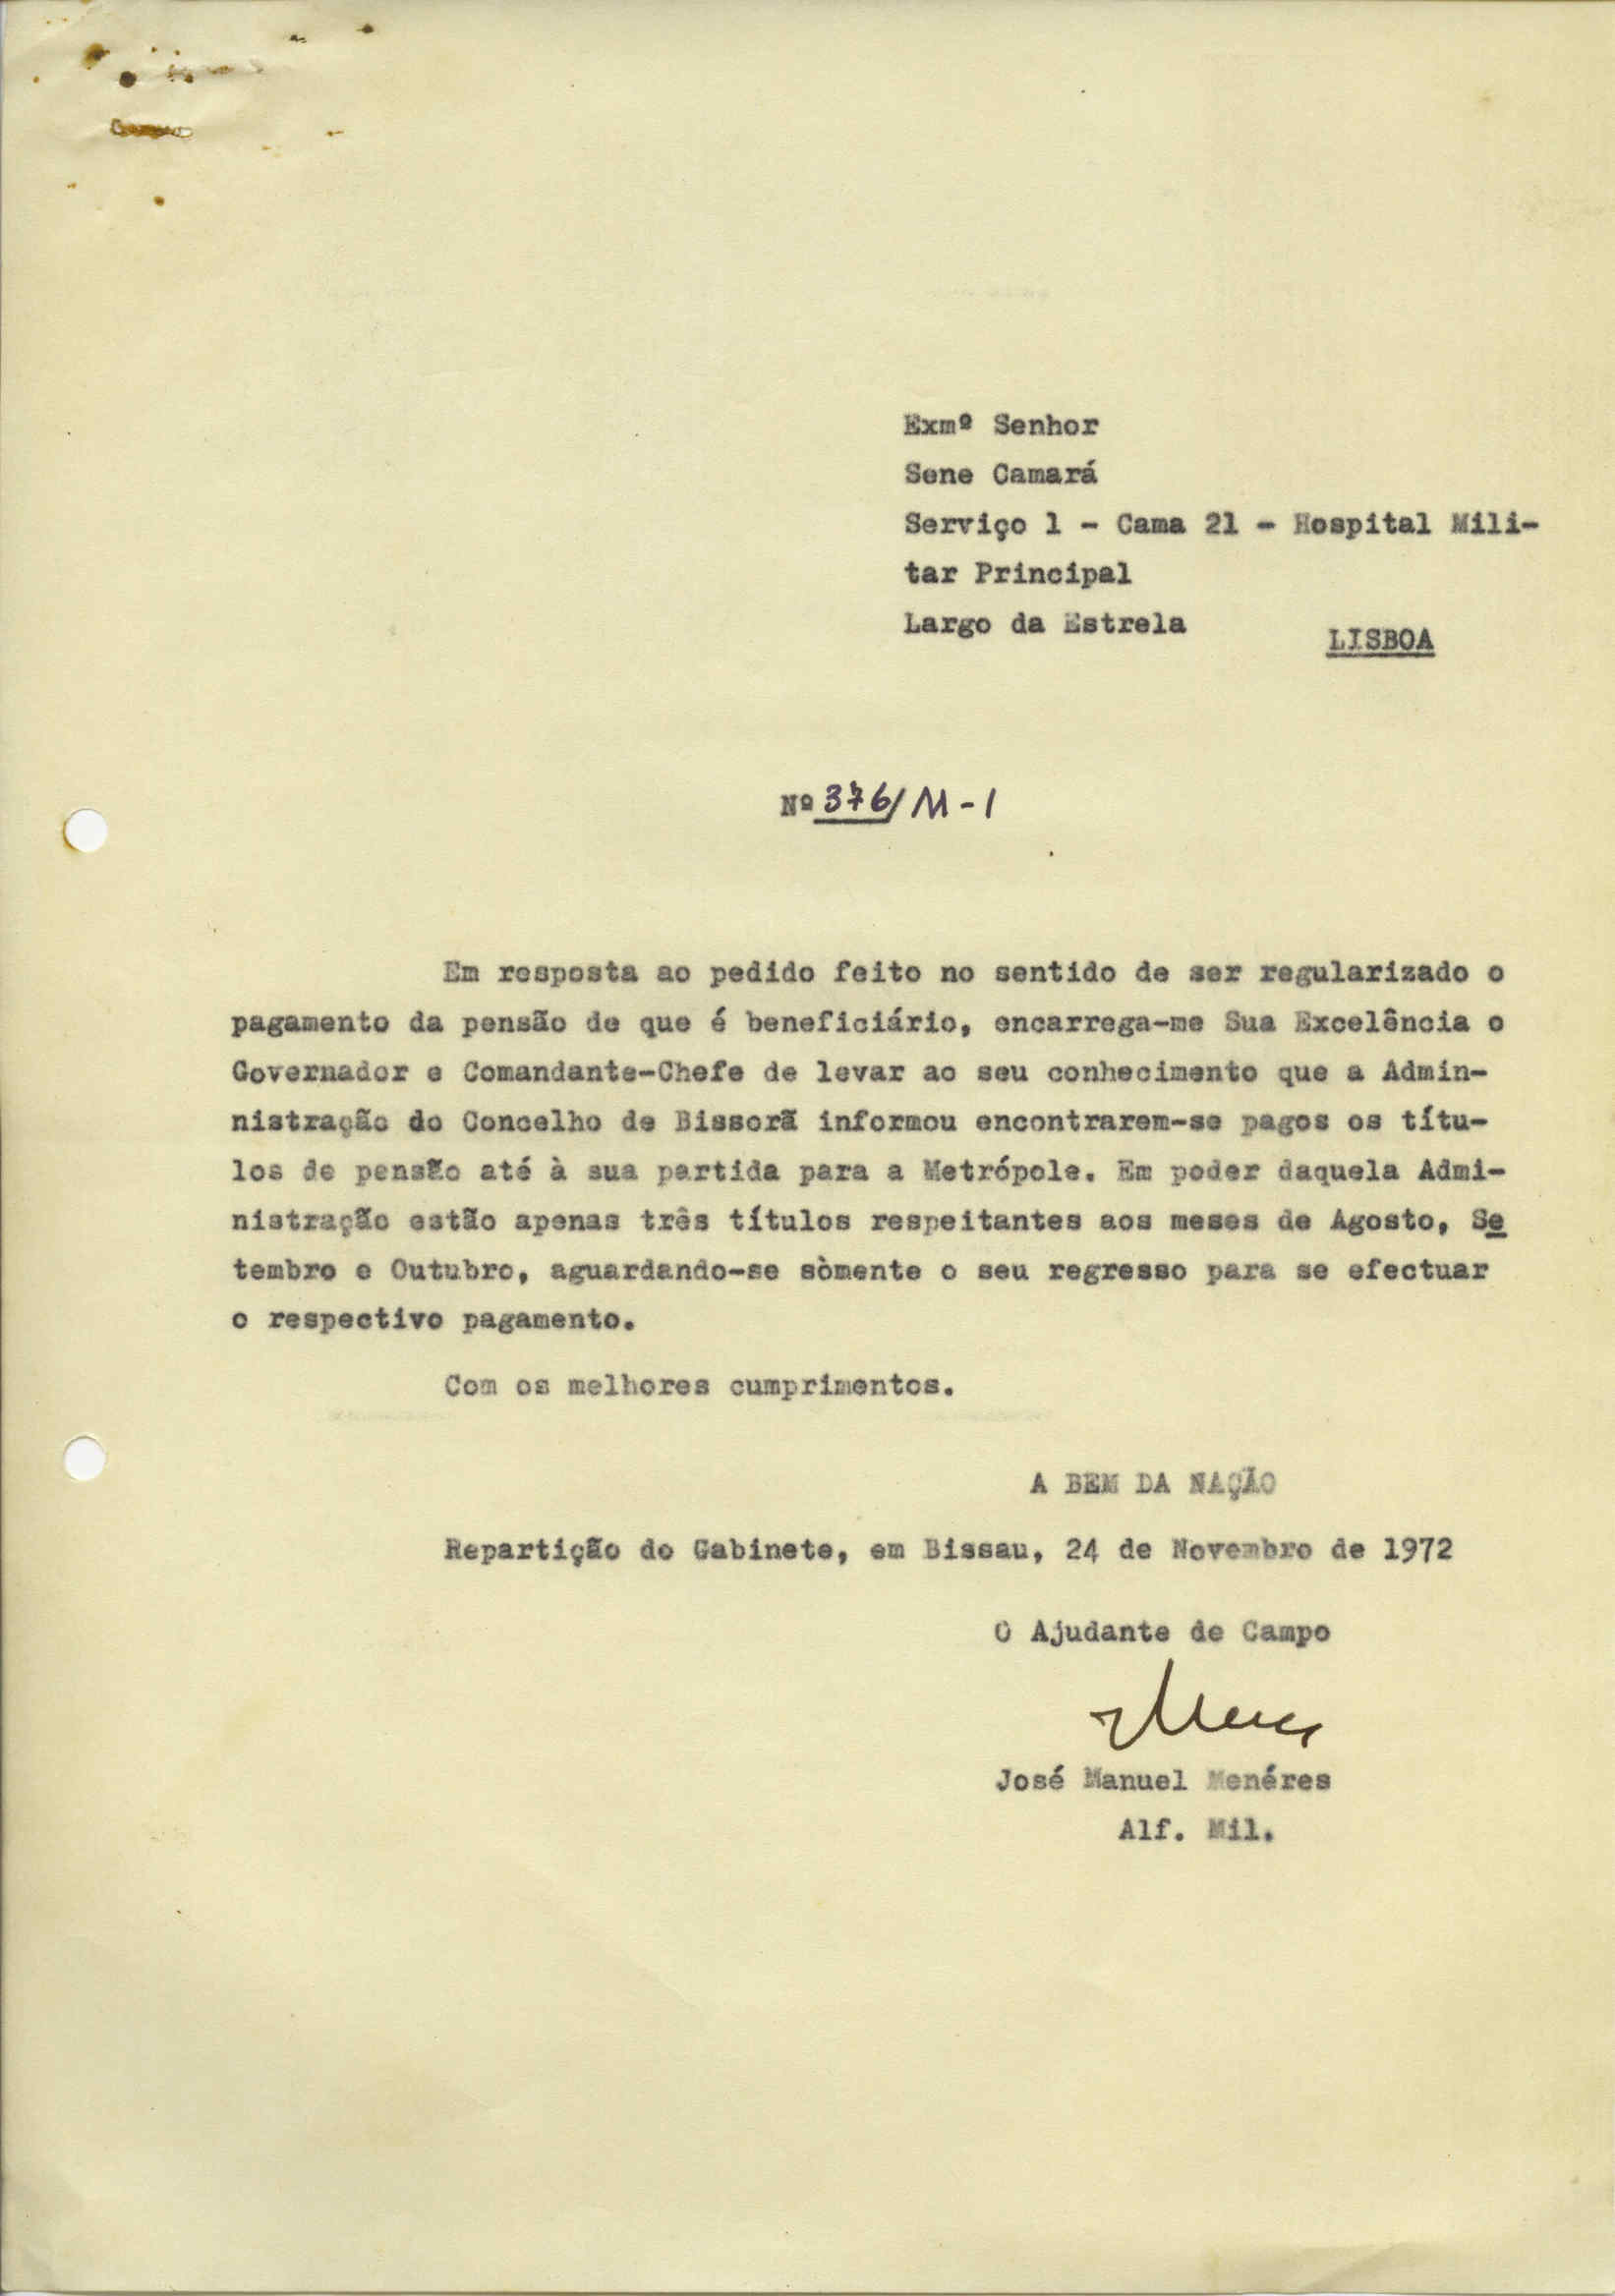 Exmº Senhor
Sene Camará
Serviço 1 - Cama 21 - Hospital Mili-
tar Principal
Largo da Estrela
LISBOA
Nº 376/M-1
Em resposta ao pedido feito no sentido de ser regularizado o
pagamento da pensão de que é beneficiário, encarrega-me Sua Excelência o
Governador e Comandante-Chefe de levar ao seu conhecimento que a Admin-
nistração do Concelho de Bissorã informou encontrarem-se pagos os títu-
los de pensão até à sua partida para a Metrópole. Em poder daquela Admi-
nistração estão apenas três títulos respeitantes aos meses de Agosto, Se
tembro e Outubro, aguardando-se sòmente o seu regresso para se efectuar
o respectivo pagamento.
Com os melhores cumprimentos.
A BEM DA NAÇÃO
Repartição do Gabinete, em Bissau, 24 de Novembro de 1972
O Ajudante de Campo
José Manuel Menéres
Alf. Mil.